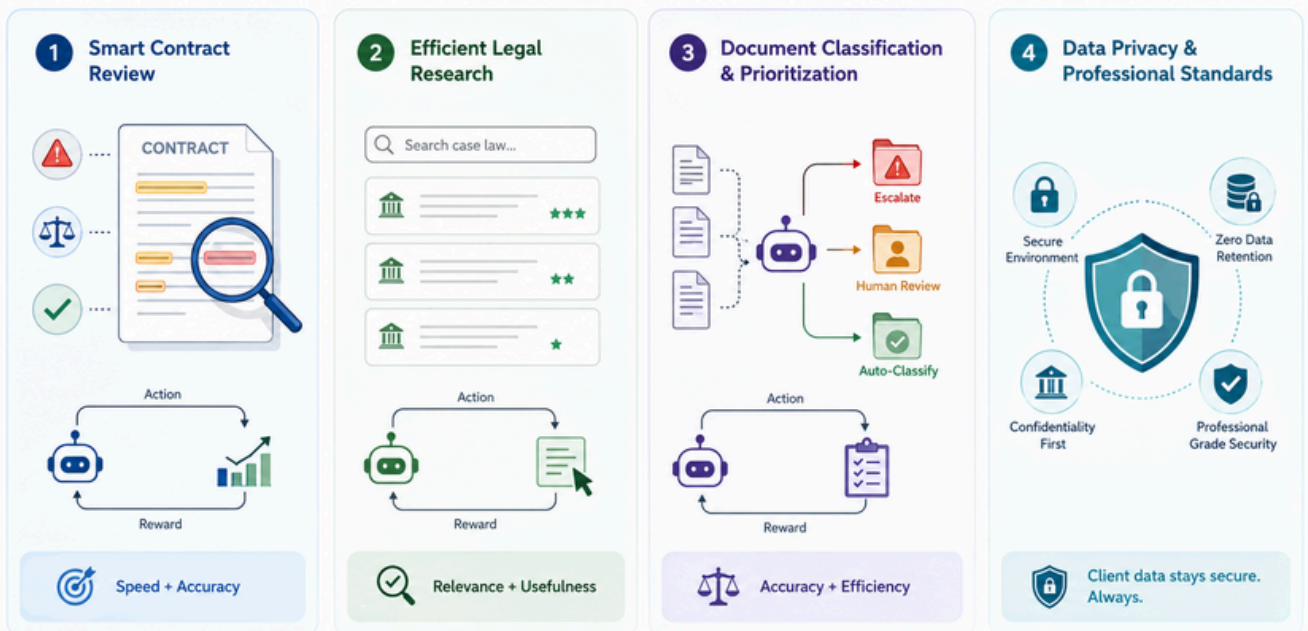 1
Smart Contract
Review
CONTRACT
Action
Reward
Speed + Accuracy
2
Efficient Legal
Research
Search case law...
Action
Reward
Relevance + Usefulness
3
Document Classification
& Prioritization
Escalate
Human Review
Auto-Classify
Action
Reward
Accuracy + Efficiency
4
Data Privacy &
Professional Standards
Secure
Environment
Zero Data
Retention
Confidentiality
First
Professional
Grade Security
Client data stays secure.
Always.